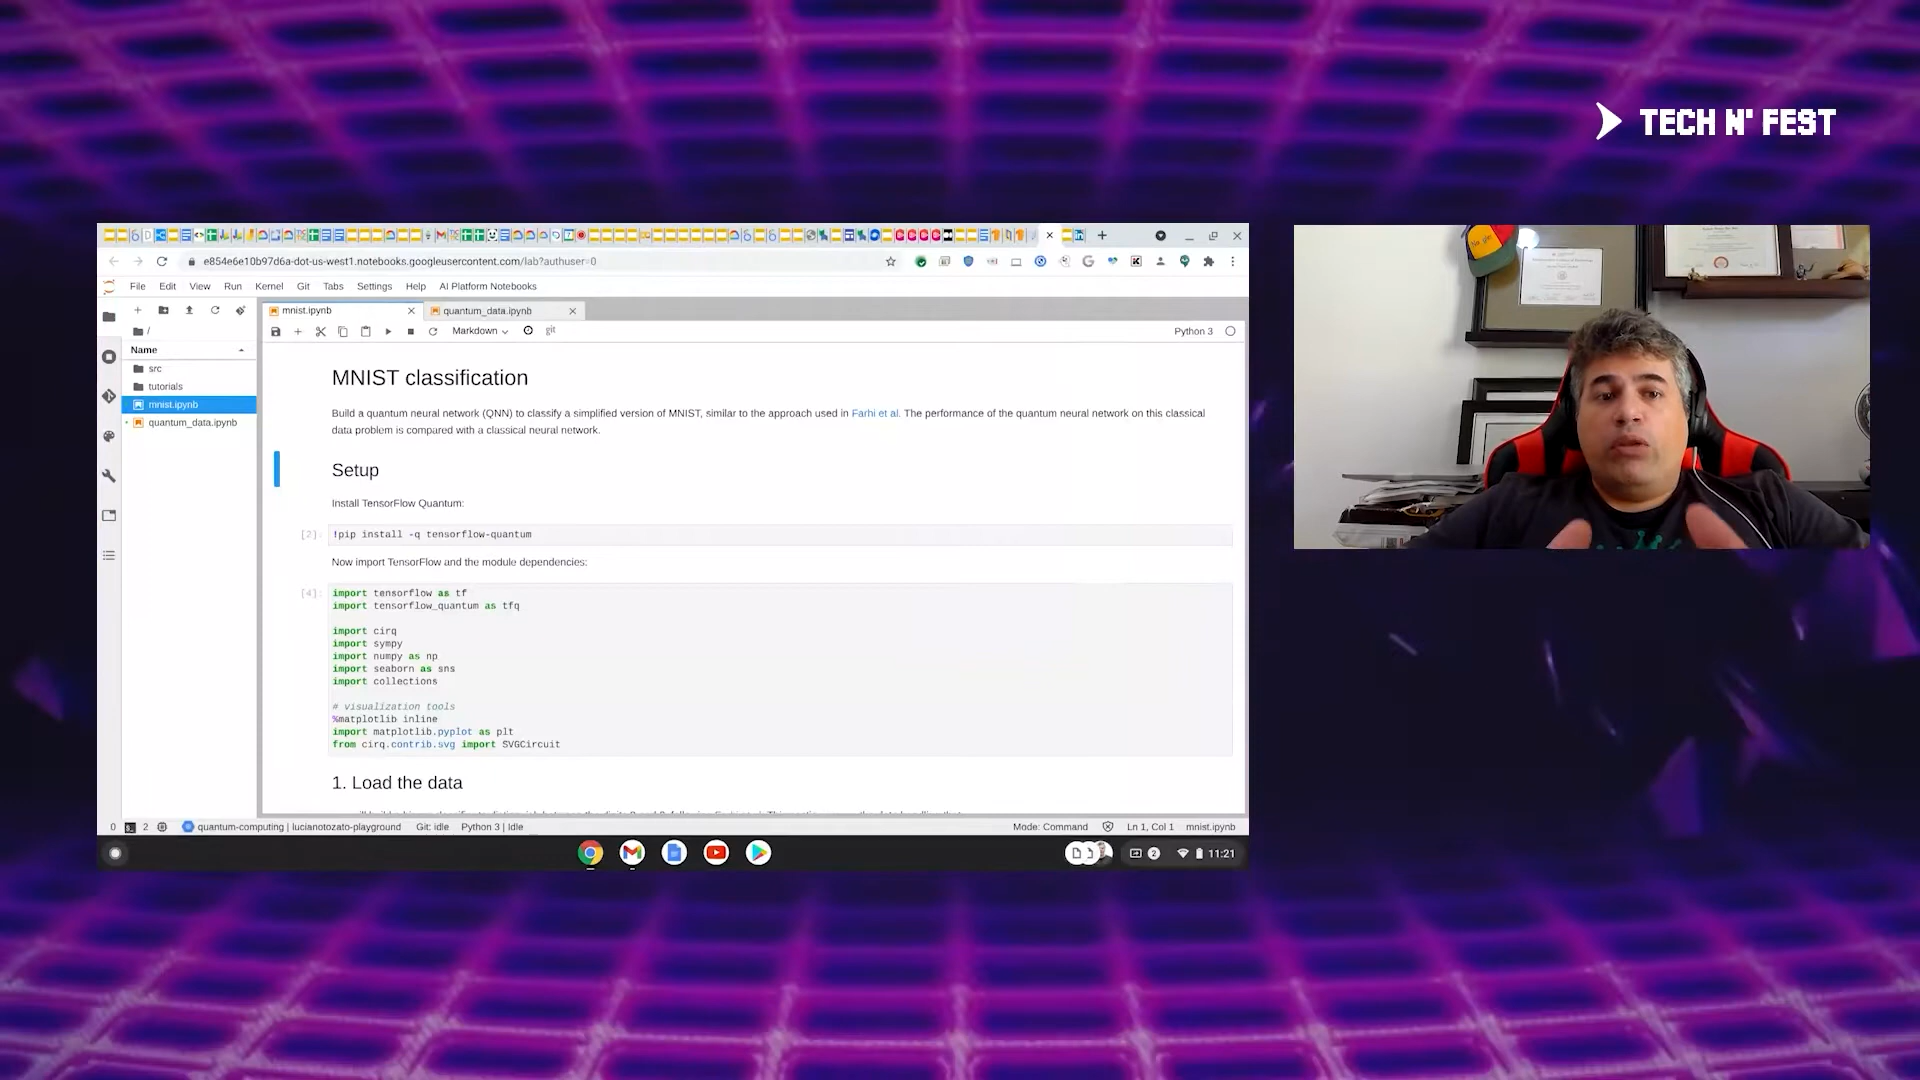 TECH N' FEST
e854e6e10b97d6a-dot-us-west1.notebooks.googleusercontent.com/lab?authuser=0
File Edit View Run Kernel Git Tabs Settings Help AI Platform Notebooks
mnist.ipynb
quantum_data.ipynb
Markdown
git
Python 3
/
Name
src
tutorials
mnist.ipynb
quantum_data.ipynb
MNIST classification
Build a quantum neural network (QNN) to classify a simplified version of MNIST, similar to the approach used in Farhi et al. The performance of the quantum neural network on this classical
data problem is compared with a classical neural network.
Setup
Install TensorFlow Quantum:
[2]: !pip install -q tensorflow-quantum
Now import TensorFlow and the module dependencies:
[4]: import tensorflow as tf
import tensorflow_quantum as tfq
import cirq
import sympy
import numpy as np
import seaborn as sns
import collections
# visualization tools
%matplotlib inline
import matplotlib.pyplot as plt
from cirq.contrib.svg import SVGCircuit
1. Load the data
0 2 quantum-computing | lucianotozato-playground Git: idle Python 3 | Idle Mode: Command Ln 1, Col 1 mnist.ipynb
2 11:21